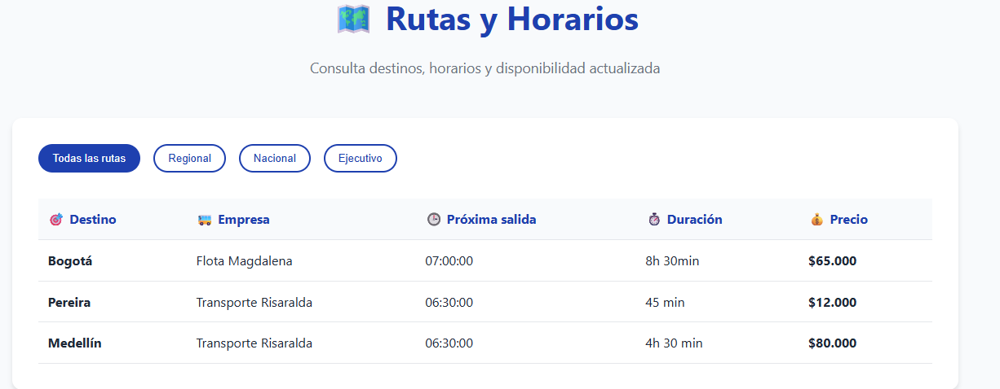 Rutas y Horarios
Consulta destinos, horarios y disponibilidad actualizada
Todas las rutas Regional Nacional Ejecutivo
Destino Empresa Próxima salida Duración Precio
Bogotá Flota Magdalena 07:00:00 8h 30min $65.000
Pereira Transporte Risaralda 06:30:00 45 min $12.000
Medellín Transporte Risaralda 06:30:00 4h 30 min $80.000